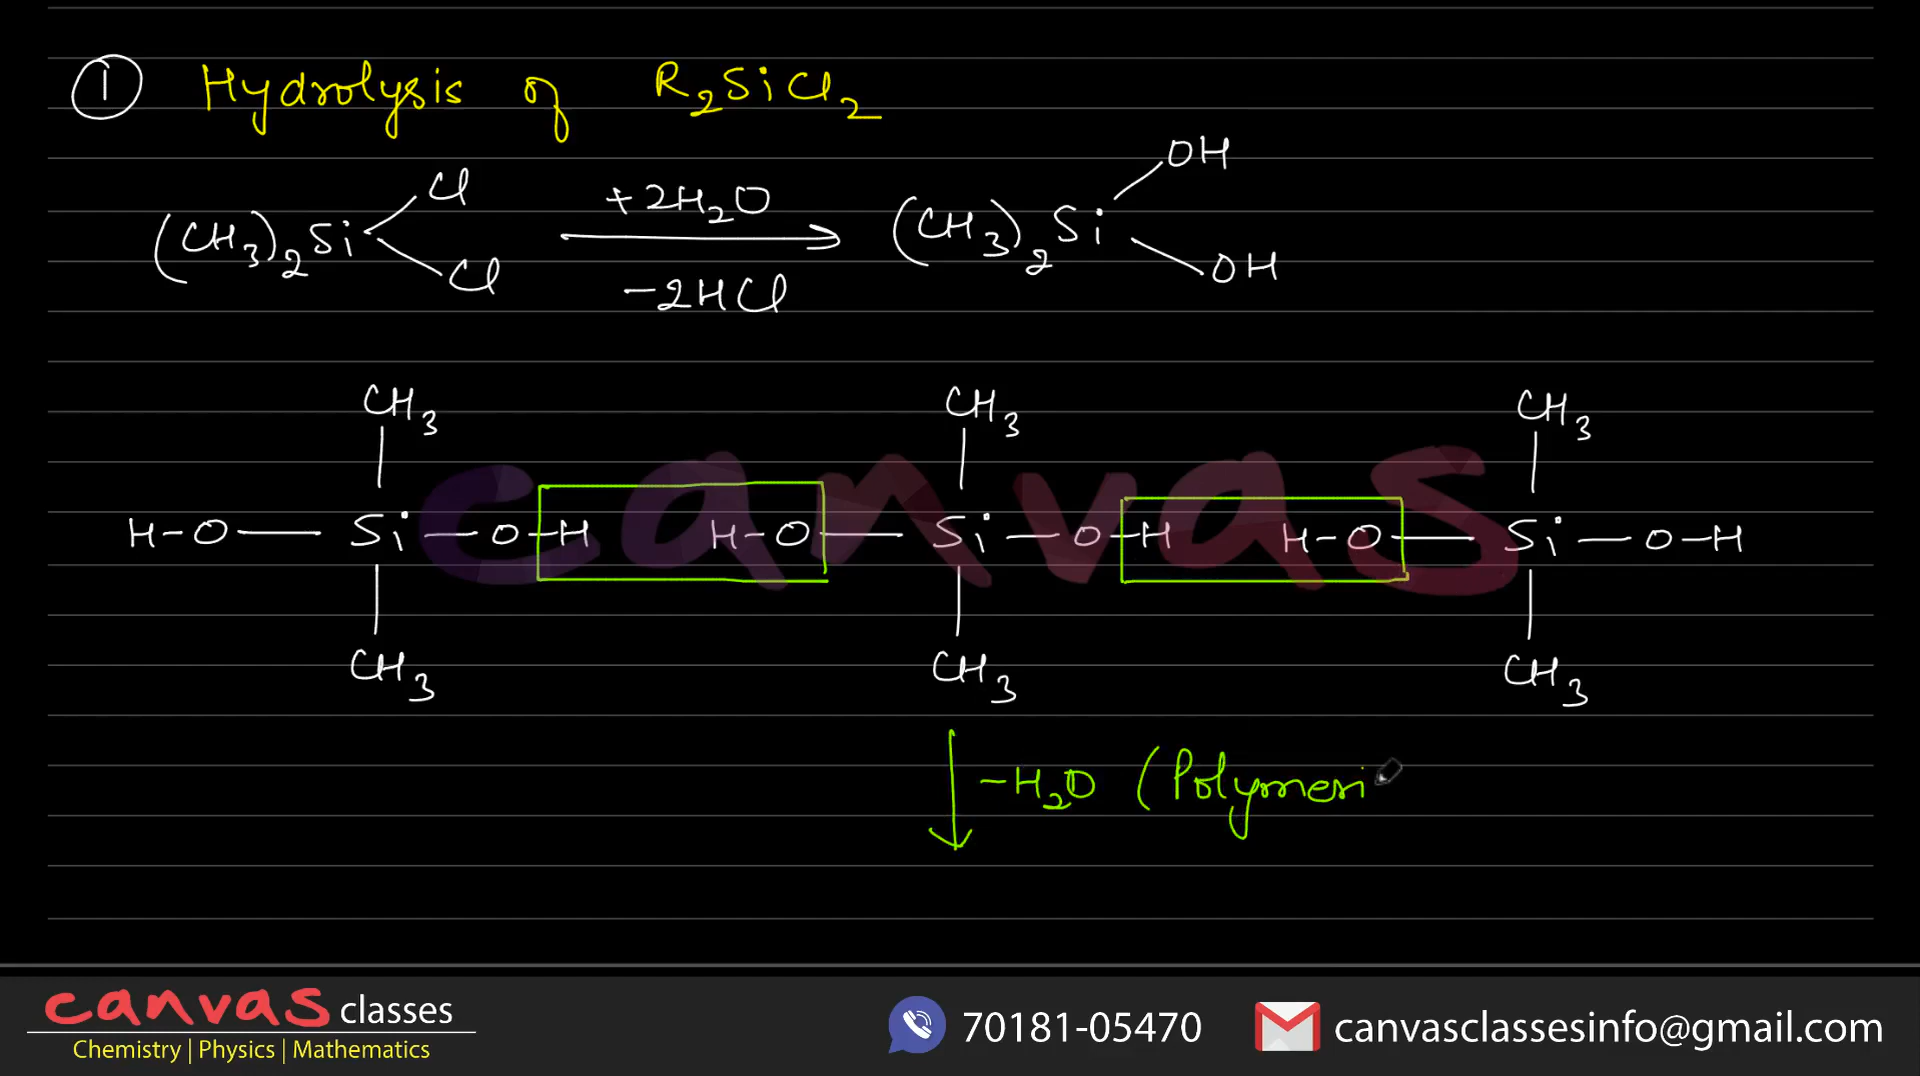 ① Hydrolysis of R₂SiCl₂
(CH₃)₂Si Cl Cl +2H₂O -2HCl (CH₃)₂Si OH OH
CH₃ CH₃ CH₃
H-O—Si—O-H H-O—Si—O-H H-O—Si—O-H
CH₃ CH₃ CH₃
-H₂O (Polymeri
canvas
canvas classes
Chemistry | Physics | Mathematics
70181-05470
canvasclassesinfo@gmail.com